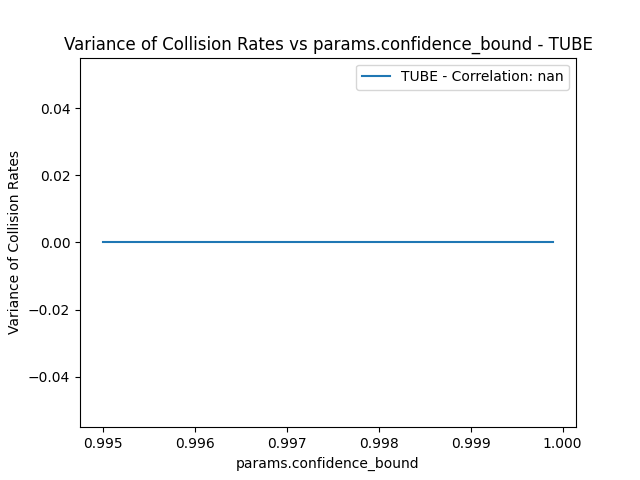 Variance of Collision Rates vs params.confidence_bound - TUBE
TUBE - Correlation: nan
Variance of Collision Rates
0.04
0.02
0.00
−0.02
−0.04
0.995 0.996 0.997 0.998 0.999 1.000
params.confidence_bound